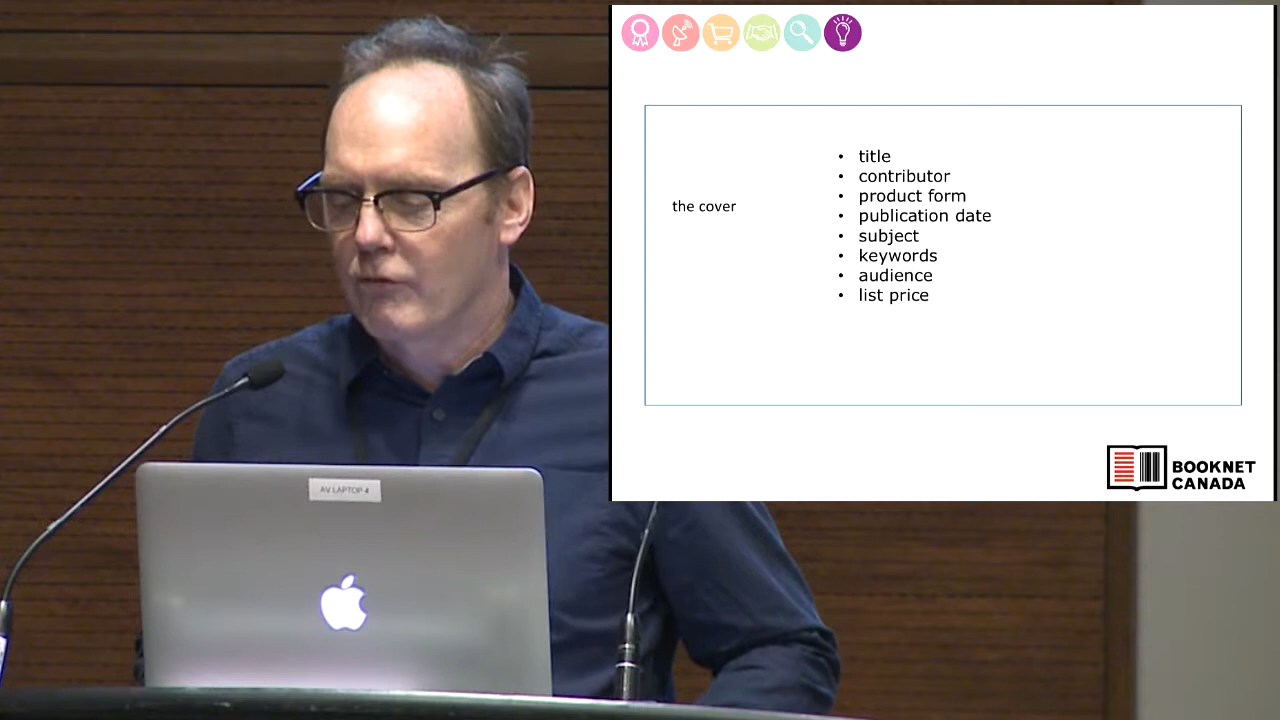 the cover
• title
• contributor
• product form
• publication date
• subject
• keywords
• audience
• list price
BOOKNET
CANADA
AV LAPTOP 4